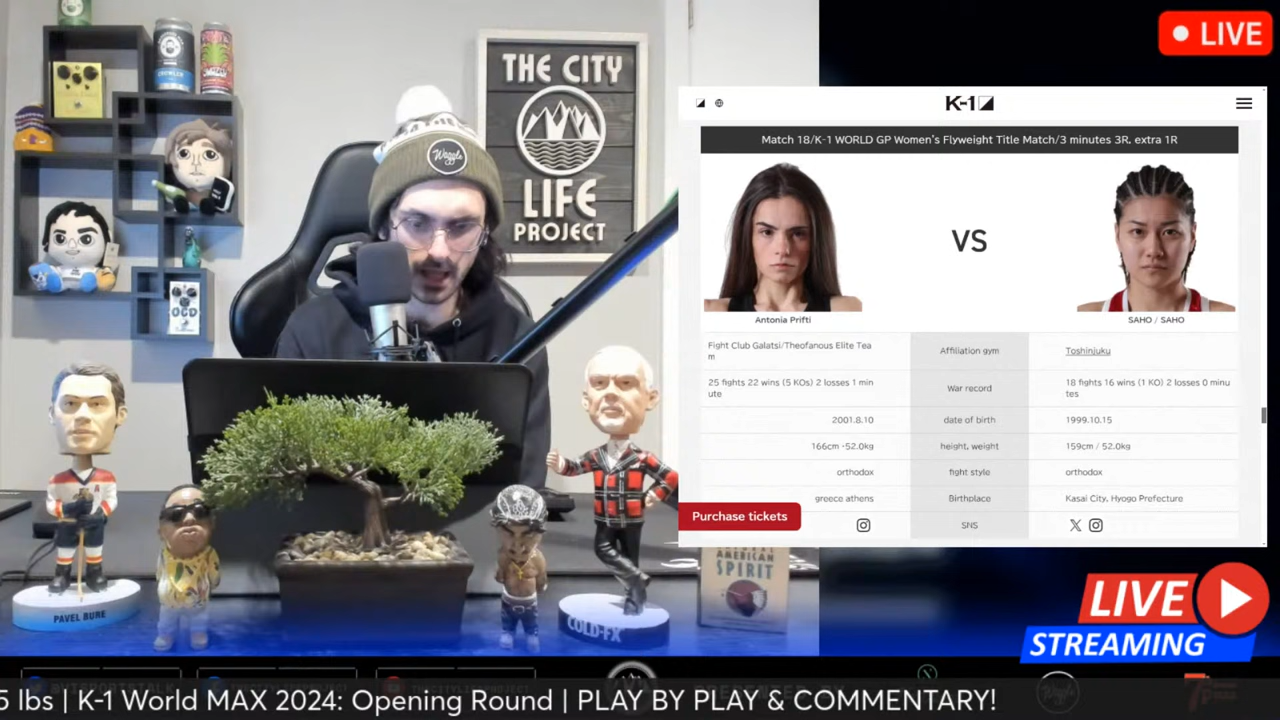 LIVE
THE CITY
LIFE
PROJECT
Waggle
OCD
K-1
Match 18/K-1 WORLD GP Women's Flyweight Title Match/3 minutes 3R, extra 1R
VS
Antonia Prifti
SAHO / SAHO
Fight Club Galatsi/Theofanous Elite Tea
m
Affiliation gym
Toshinjuku
25 fights 22 wins (5 KOs) 2 losses 1 min
ute
War record
18 fights 16 wins (1 KO) 2 losses 0 minu
tes
2001.8.10
date of birth
1999.10.15
166cm -52.0kg
height, weight
159cm / 52.0kg
orthodox
fight style
orthodox
greece athens
Birthplace
Kasai City, Hyogo Prefecture
Purchase tickets
SNS
AMERICAN
SPIRIT
PAVEL BURE
COLD-FX
LIVE
STREAMING
5 lbs | K-1 World MAX 2024: Opening Round | PLAY BY PLAY & COMMENTARY!